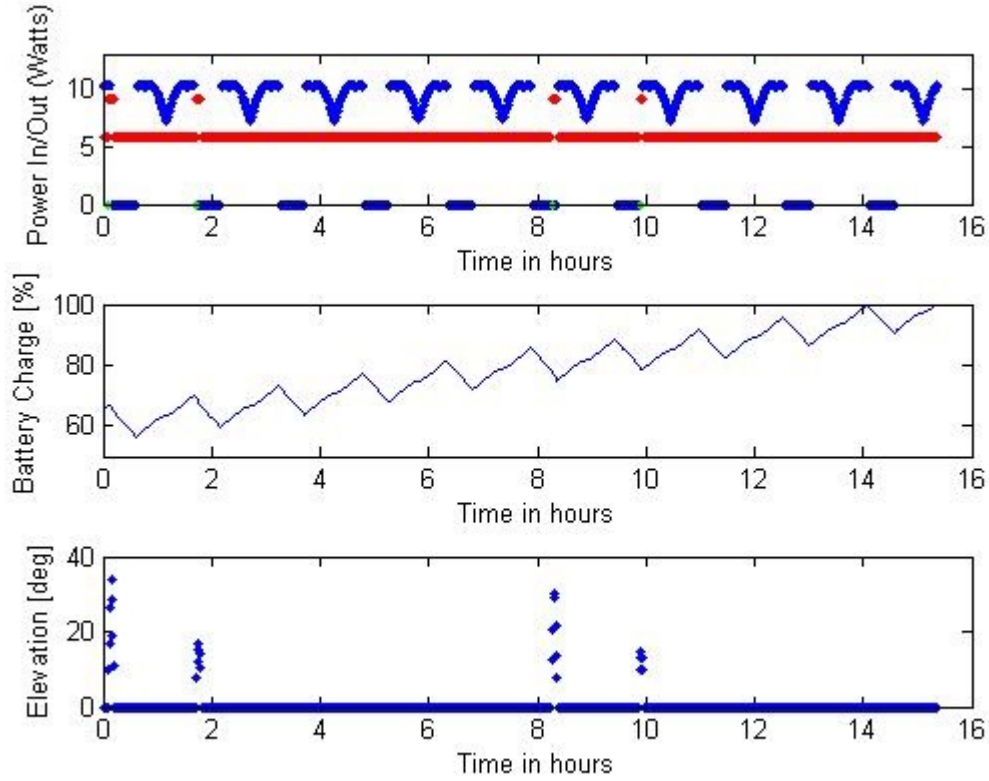 Power In/Out (Watts)
10
5
0
0 2 4 6 8 10 12 14 16
Time in hours
Battery Charge [%]
100
80
60
0 2 4 6 8 10 12 14 16
Time in hours
Elevation [deg]
40
20
0
0 2 4 6 8 10 12 14 16
Time in hours